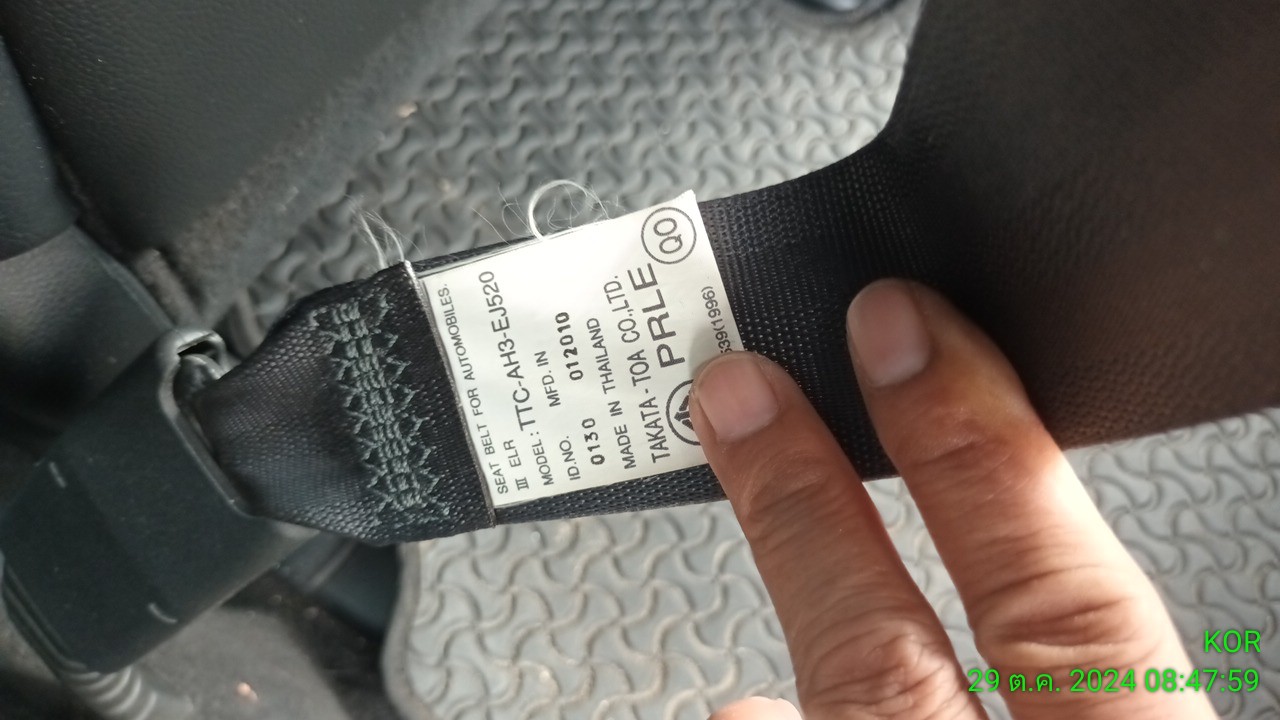 SEAT BELT FOR AUTOMOBILES.
III ELR
MODEL : TTC-AH3-EJ520
ID.NO. MFD. IN
0130 012010
MADE IN THAILAND
TAKATA - TOA CO.,LTD.
PRLE QO
639(1996)
KOR
29 ต.ค. 2024 08:47:59